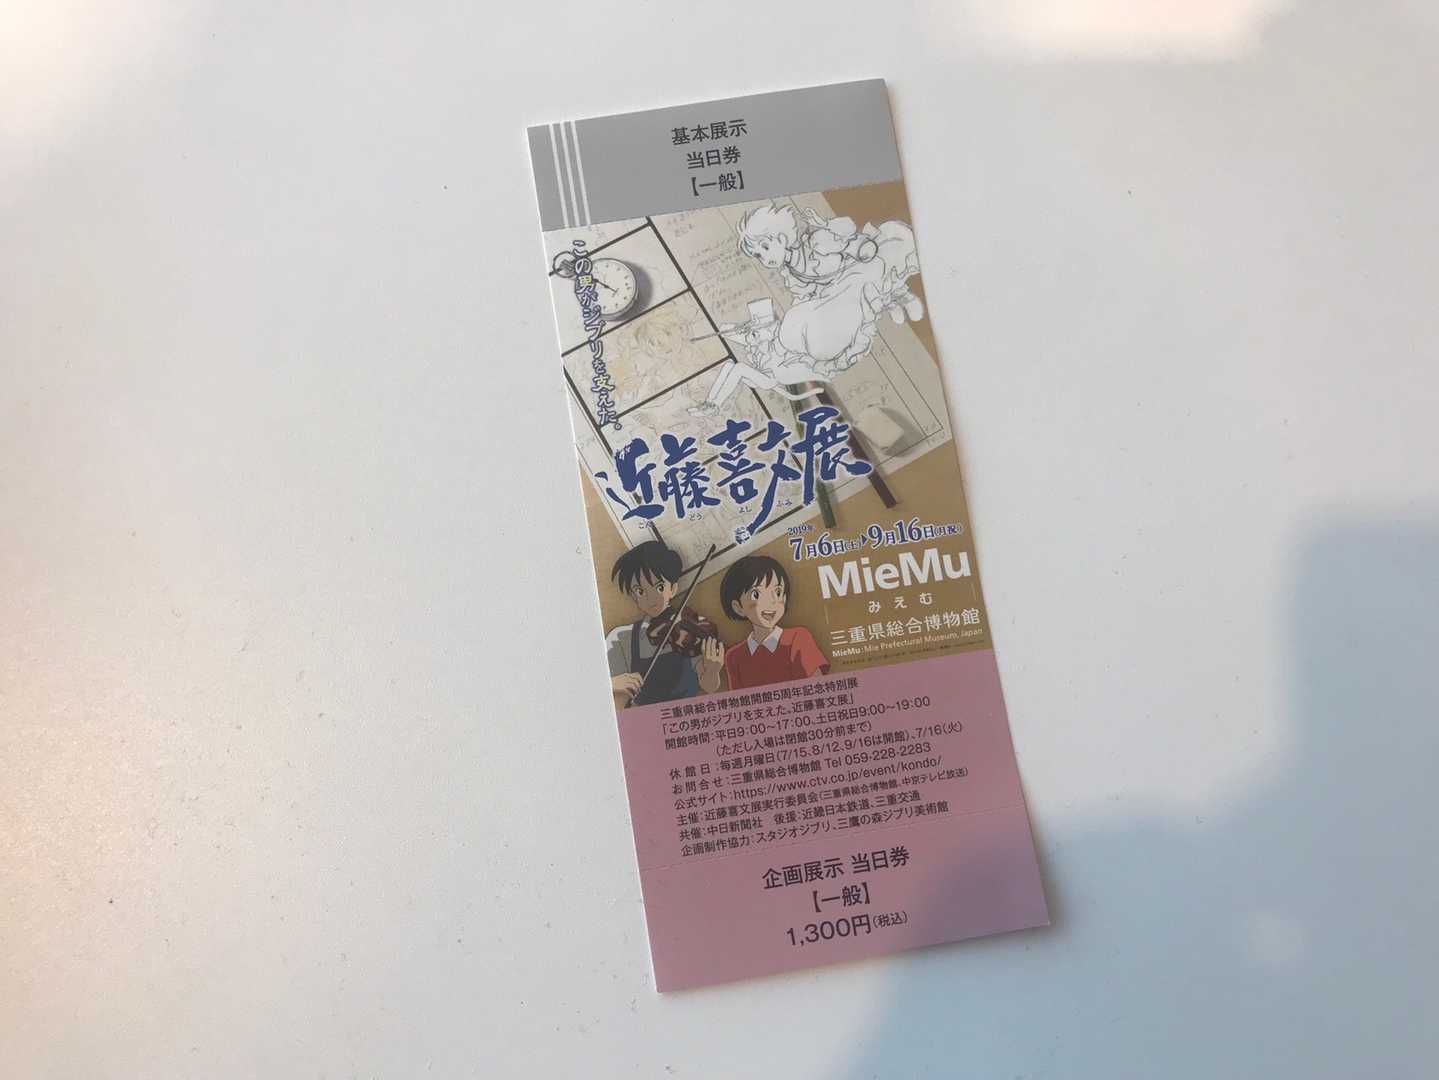 基本展示
当日券
【一般】
この男がジブリを支えた。
近藤喜文展
こん どう よし ふみ
2019年
7月6日(土)▶9月16日(月祝)
MieMu
みえむ
三重県総合博物館
MieMu:Mie Prefectural Museum, Japan
三重県総合博物館開館5周年記念特別展
「この男がジブリを支えた。近藤喜文展」
開館時間:平日9:00〜17:00、土日祝日9:00〜19:00
(ただし入場は閉館30分前まで)
休館日:毎週月曜日(7/15、8/12、9/16は開館)、7/16(火)
お問合せ:三重県総合博物館 Tel 059-228-2283
公式サイト:https://www.ctv.co.jp/event/kondo/
主催:近藤喜文展実行委員会(三重県総合博物館、中京テレビ放送)
共催:中日新聞社 後援:近畿日本鉄道、三重交通
企画制作協力:スタジオジブリ、三鷹の森ジブリ美術館
企画展示 当日券
【一般】
1,300円(税込)